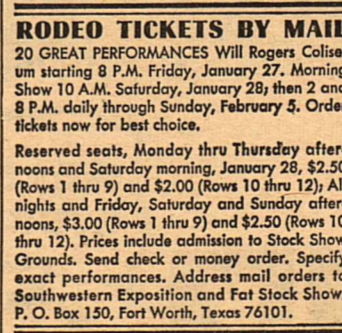 RODEO TICKETS BY MAIL
20 GREAT PERFORMANCES Will Rogers Colise-
um starting 8 P.M. Friday, January 27. Morning
Show 10 A.M. Saturday, January 28; then 2 and
8 P.M. daily through Sunday, February 5. Order
tickets now for best choice.
Reserved seats, Monday thru Thursday after-
noons and Saturday morning, January 28, $2.50
(Rows 1 thru 9) and $2.00 (Rows 10 thru 12); All
nights and Friday, Saturday and Sunday after-
noons, $3.00 (Rows 1 thru 9) and $2.50 (Rows 10
thru 12). Prices include admission to Stock Show
Grounds. Send check or money order. Specify
exact performances. Address mail orders to
Southwestern Exposition and Fat Stock Show,
P. O. Box 150, Fort Worth, Texas 76101.